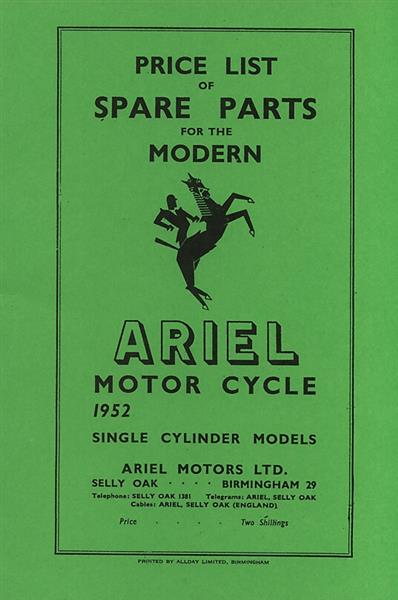 PRICE LIST
OF
SPARE PARTS
FOR THE
MODERN
ARIEL
MOTOR CYCLE
1952
SINGLE CYLINDER MODELS
ARIEL MOTORS LTD.
SELLY OAK · · · · BIRMINGHAM 29
Telephone: SELLY OAK 1381 Telegrams: ARIEL, SELLY OAK
Cables: ARIEL, SELLY OAK (ENGLAND)
Price . . . . Two Shillings
PRINTED BY ALLDAY LIMITED, BIRMINGHAM